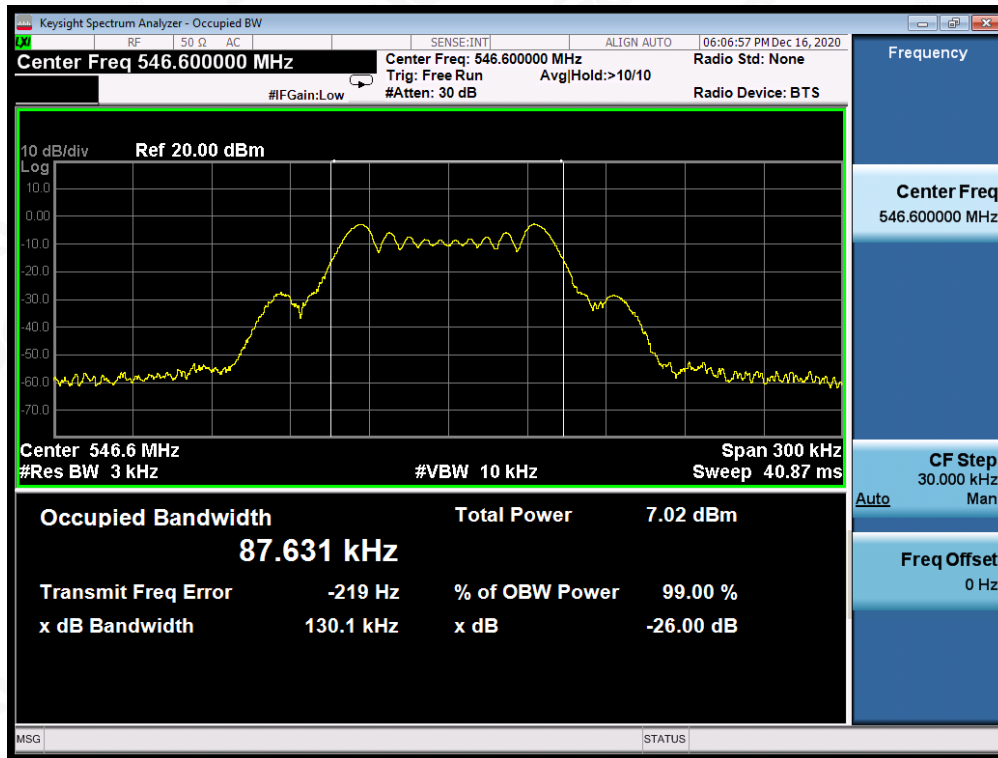 Keysight Spectrum Analyzer - Occupied BW
LXI RF 50 Ω AC SENSE:INT ALIGN AUTO 06:06:57 PM Dec 16, 2020
Center Freq 546.600000 MHz
#IFGain:Low
Center Freq: 546.600000 MHz
Trig: Free Run Avg|Hold:>10/10
#Atten: 30 dB
Radio Std: None
Radio Device: BTS
10 dB/div Ref 20.00 dBm
Log
10.0
0.00
-10.0
-20.0
-30.0
-40.0
-50.0
-60.0
-70.0
Center 546.6 MHz Span 300 kHz
#Res BW 3 kHz #VBW 10 kHz Sweep 40.87 ms
Occupied Bandwidth Total Power 7.02 dBm
87.631 kHz
Transmit Freq Error -219 Hz % of OBW Power 99.00 %
x dB Bandwidth 130.1 kHz x dB -26.00 dB
MSG STATUS
Frequency
Center Freq
546.600000 MHz
CF Step
30.000 kHz
Auto Man
Freq Offset
0 Hz